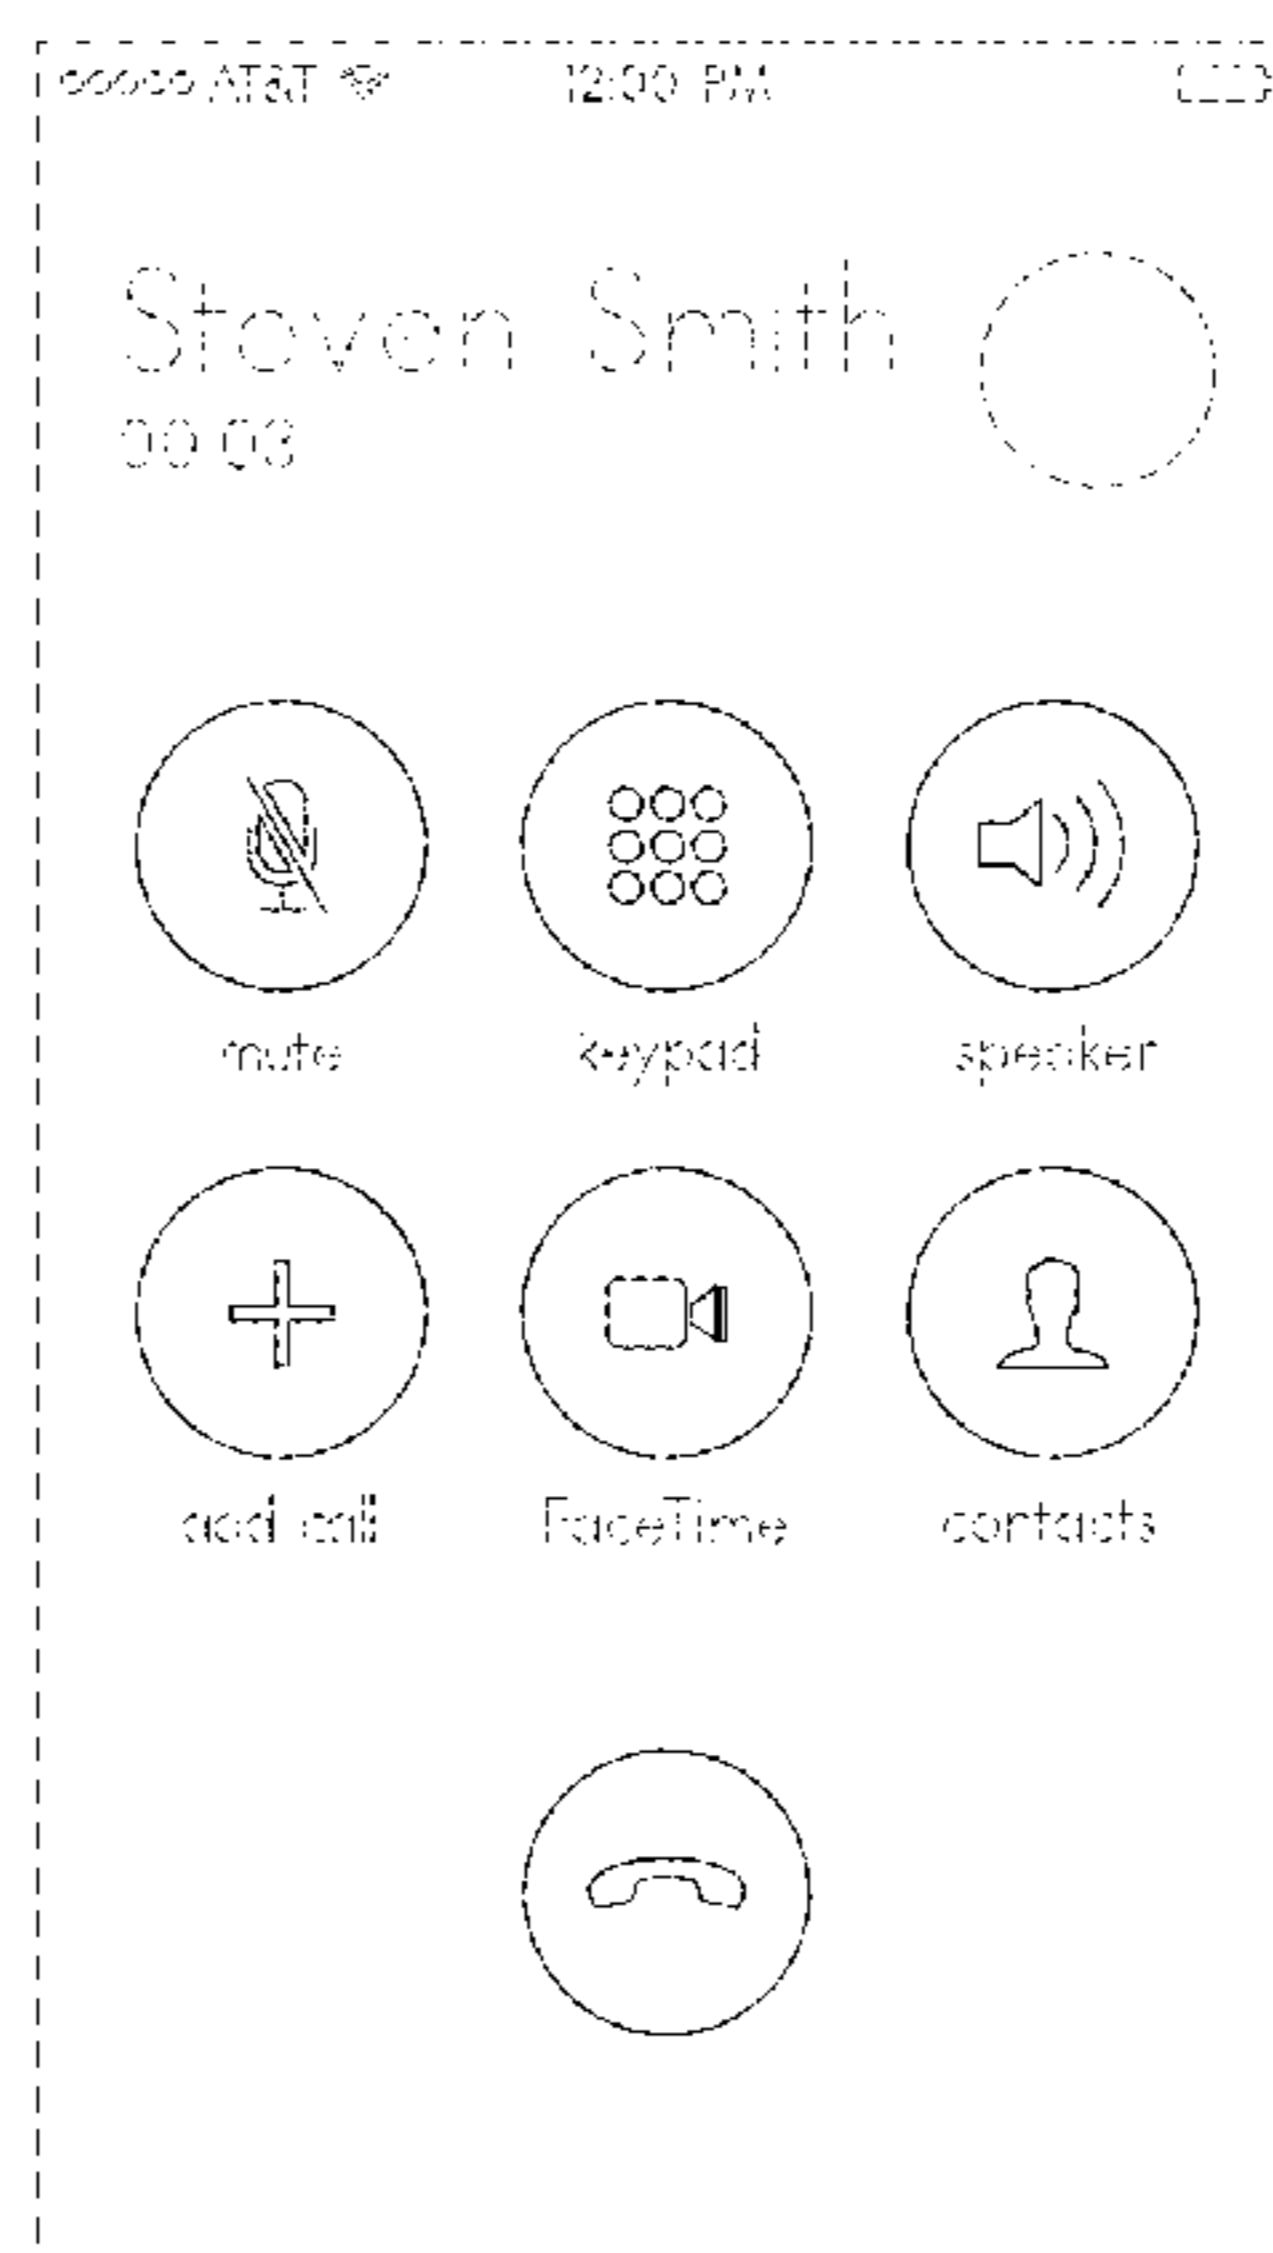 AT&T 12:00 PM
Steven Smith
00:03
mute keypad speaker
add call FaceTime contacts